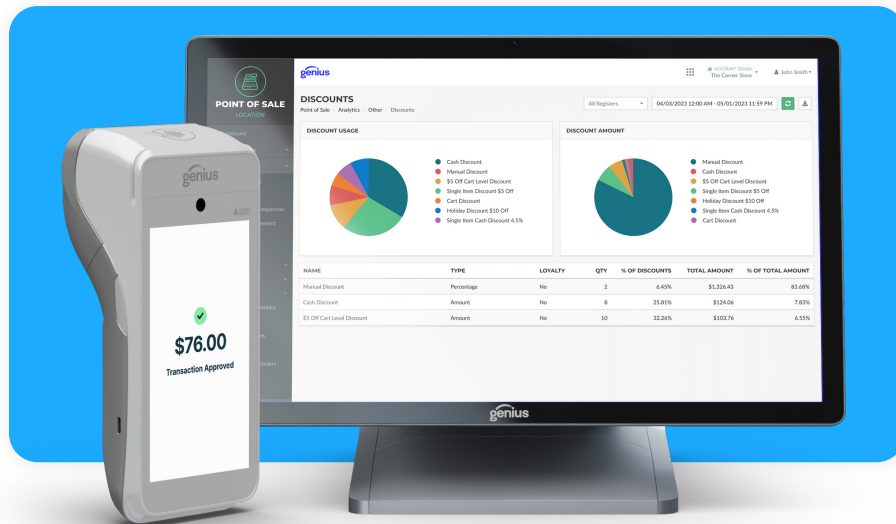 POINT OF SALE
LOCATION
genius
ACCOUNT
The Corner Store
John Smith
DISCOUNTS
Point of Sale Analytics Other Discounts
All Registers
04/03/2023 12:00 AM - 05/01/2023 11:59 PM
DISCOUNT USAGE
Cash Discount
Manual Discount
$5 Off Cart Level Discount
Single Item Discount $5 Off
Cart Discount
Holiday Discount $10 Off
Single Item Cash Discount 4.5%
DISCOUNT AMOUNT
Manual Discount
Cash Discount
$5 Off Cart Level Discount
Single Item Discount $5 Off
Holiday Discount $10 Off
Single Item Cash Discount 4.5%
Cart Discount
NAME TYPE LOYALTY QTY % OF DISCOUNTS TOTAL AMOUNT % OF TOTAL AMOUNT
Manual Discount Percentage No 2 6.45% $1,326.43 83.68%
Cash Discount Amount No 8 25.81% $124.06 7.83%
$5 Off Cart Level Discount Amount No 10 32.26% $103.76 6.55%
genius
genius
A920
$76.00
Transaction Approved